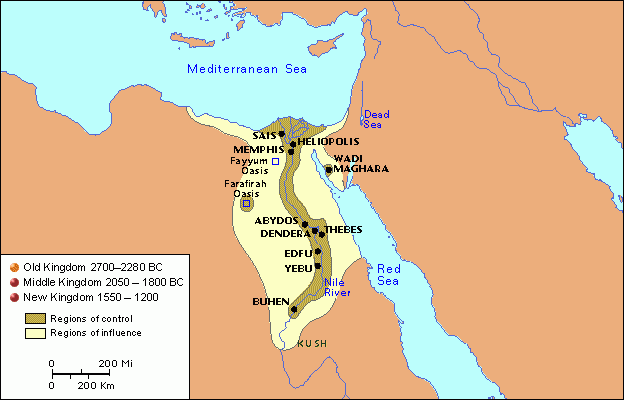 Mediterranean Sea
Dead
Sea
SAIS
HELIOPOLIS
MEMPHIS
Fayyum
Oasis
WADI
MAGHARA
Farafirah
Oasis
ABYDOS
DENDERA
THEBES
EDFU
YEBU
Red
Sea
Nile
River
BUHEN
KUSH
Old Kingdom 2700–2280 BC
Middle Kingdom 2050 – 1800 BC
New Kingdom 1550 – 1200
Regions of control
Regions of influence
0 200 Mi
0 200 Km